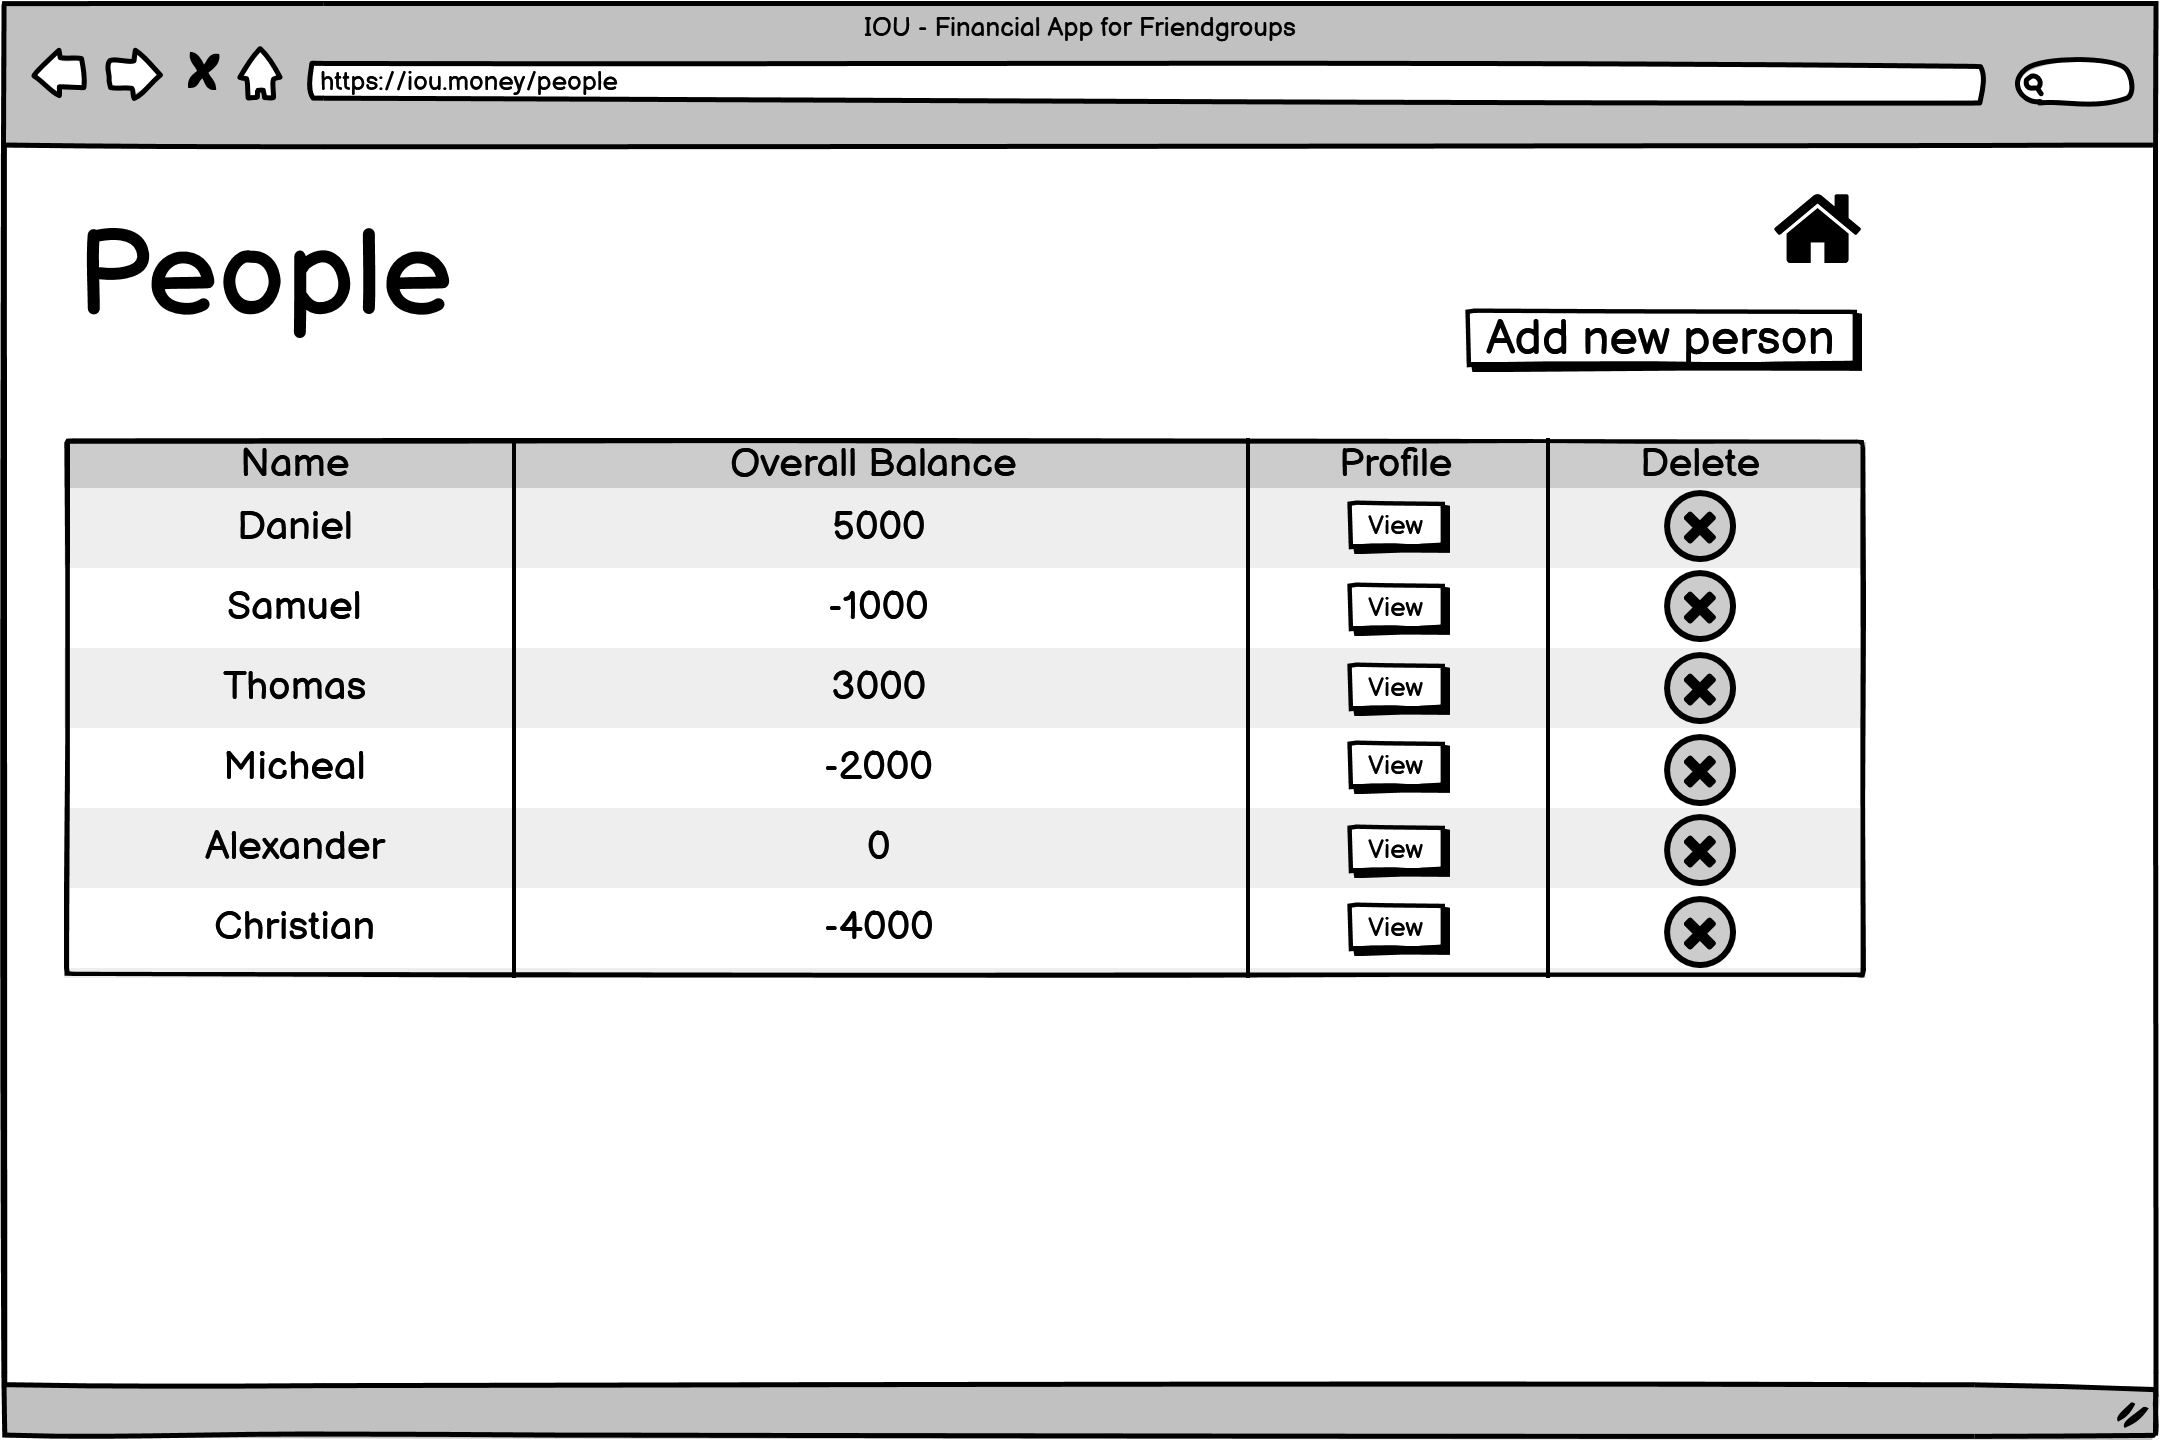 IOU - Financial App for Friendgroups
https://iou.money/people
People
Add new person
Name Overall Balance Profile Delete
Daniel 5000 View
Samuel -1000 View
Thomas 3000 View
Micheal -2000 View
Alexander 0 View
Christian -4000 View